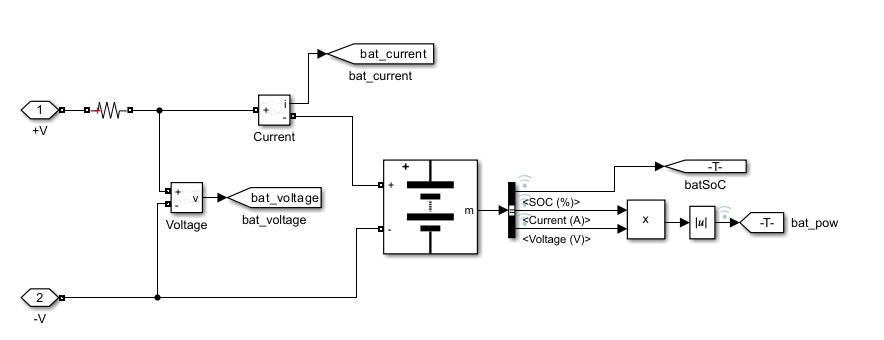 bat_current
bat_current
1
+V
+
i
-
Current
+
-
v
Voltage
bat_voltage
bat_voltage
+
+
-
m
<SOC (%)>
<Current (A)>
<Voltage (V)>
-T-
batSoC
x
|u|
-T-
bat_pow
2
-V